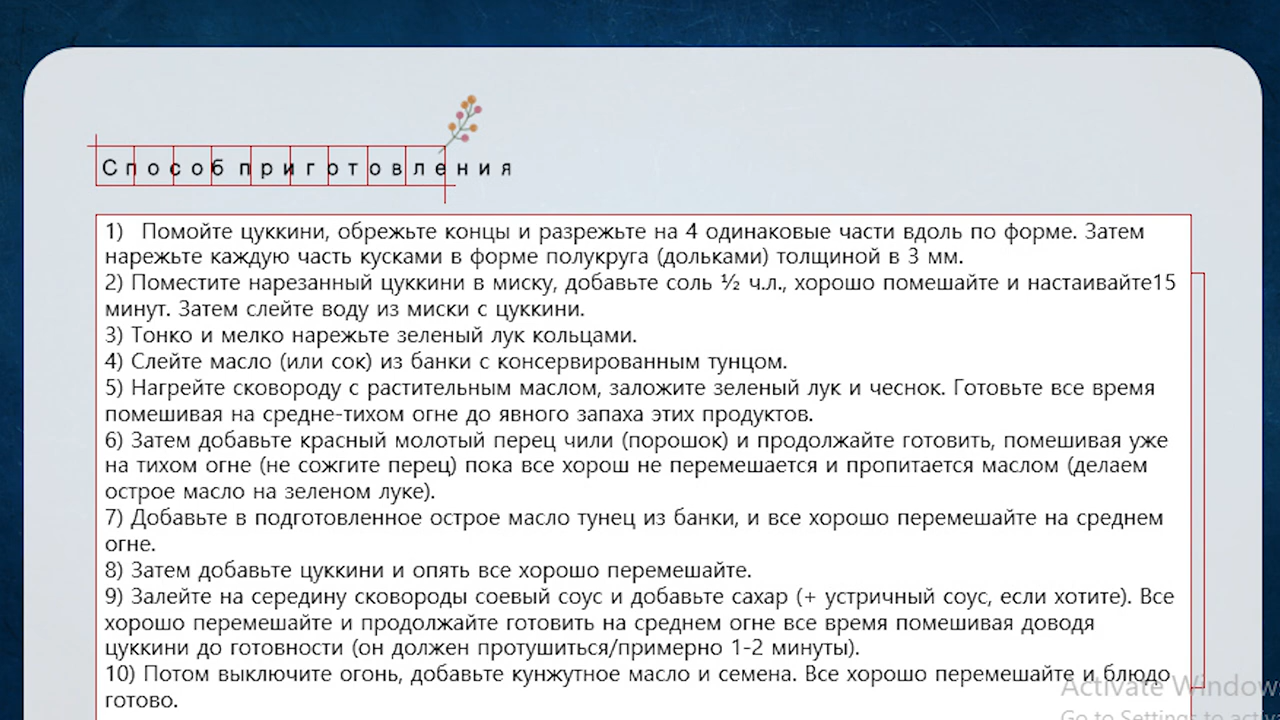 Способ приготовления
1) Помойте цуккини, обрежьте концы и разрежьте на 4 одинаковые части вдоль по форме. Затем
нарежьте каждую часть кусками в форме полукруга (дольками) толщиной в 3 мм.
2) Поместите нарезанный цуккини в миску, добавьте соль ½ ч.л., хорошо помешайте и настаивайте15
минут. Затем слейте воду из миски с цуккини.
3) Тонко и мелко нарежьте зеленый лук кольцами.
4) Слейте масло (или сок) из банки с консервированным тунцом.
5) Нагрейте сковороду с растительным маслом, заложите зеленый лук и чеснок. Готовьте все время
помешивая на средне-тихом огне до явного запаха этих продуктов.
6) Затем добавьте красный молотый перец чили (порошок) и продолжайте готовить, помешивая уже
на тихом огне (не сожгите перец) пока все хорош не перемешается и пропитается маслом (делаем
острое масло на зеленом луке).
7) Добавьте в подготовленное острое масло тунец из банки, и все хорошо перемешайте на среднем
огне.
8) Затем добавьте цуккини и опять все хорошо перемешайте.
9) Залейте на середину сковороды соевый соус и добавьте сахар (+ устричный соус, если хотите). Все
хорошо перемешайте и продолжайте готовить на среднем огне все время помешивая доводя
цуккини до готовности (он должен протушиться/примерно 1-2 минуты).
10) Потом выключите огонь, добавьте кунжутное масло и семена. Все хорошо перемешайте и блюдо
готово.
Activate Windows
Go to Settings to activ